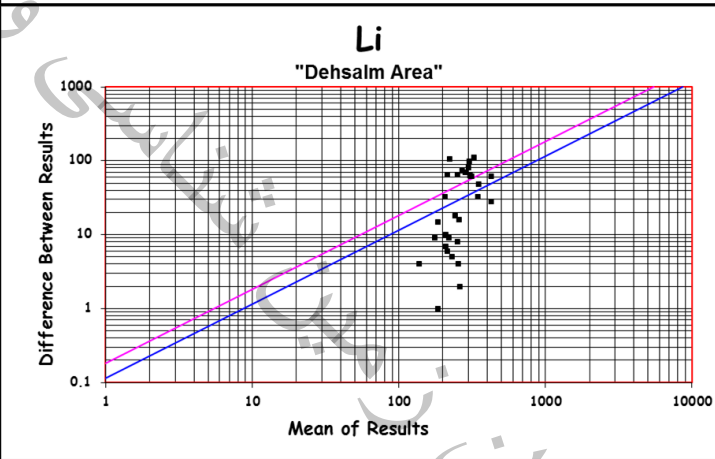 Li
"Dehsalm Area"
Difference Between Results
1000
100
10
1
0.1
1 10 100 1000 10000
Mean of Results